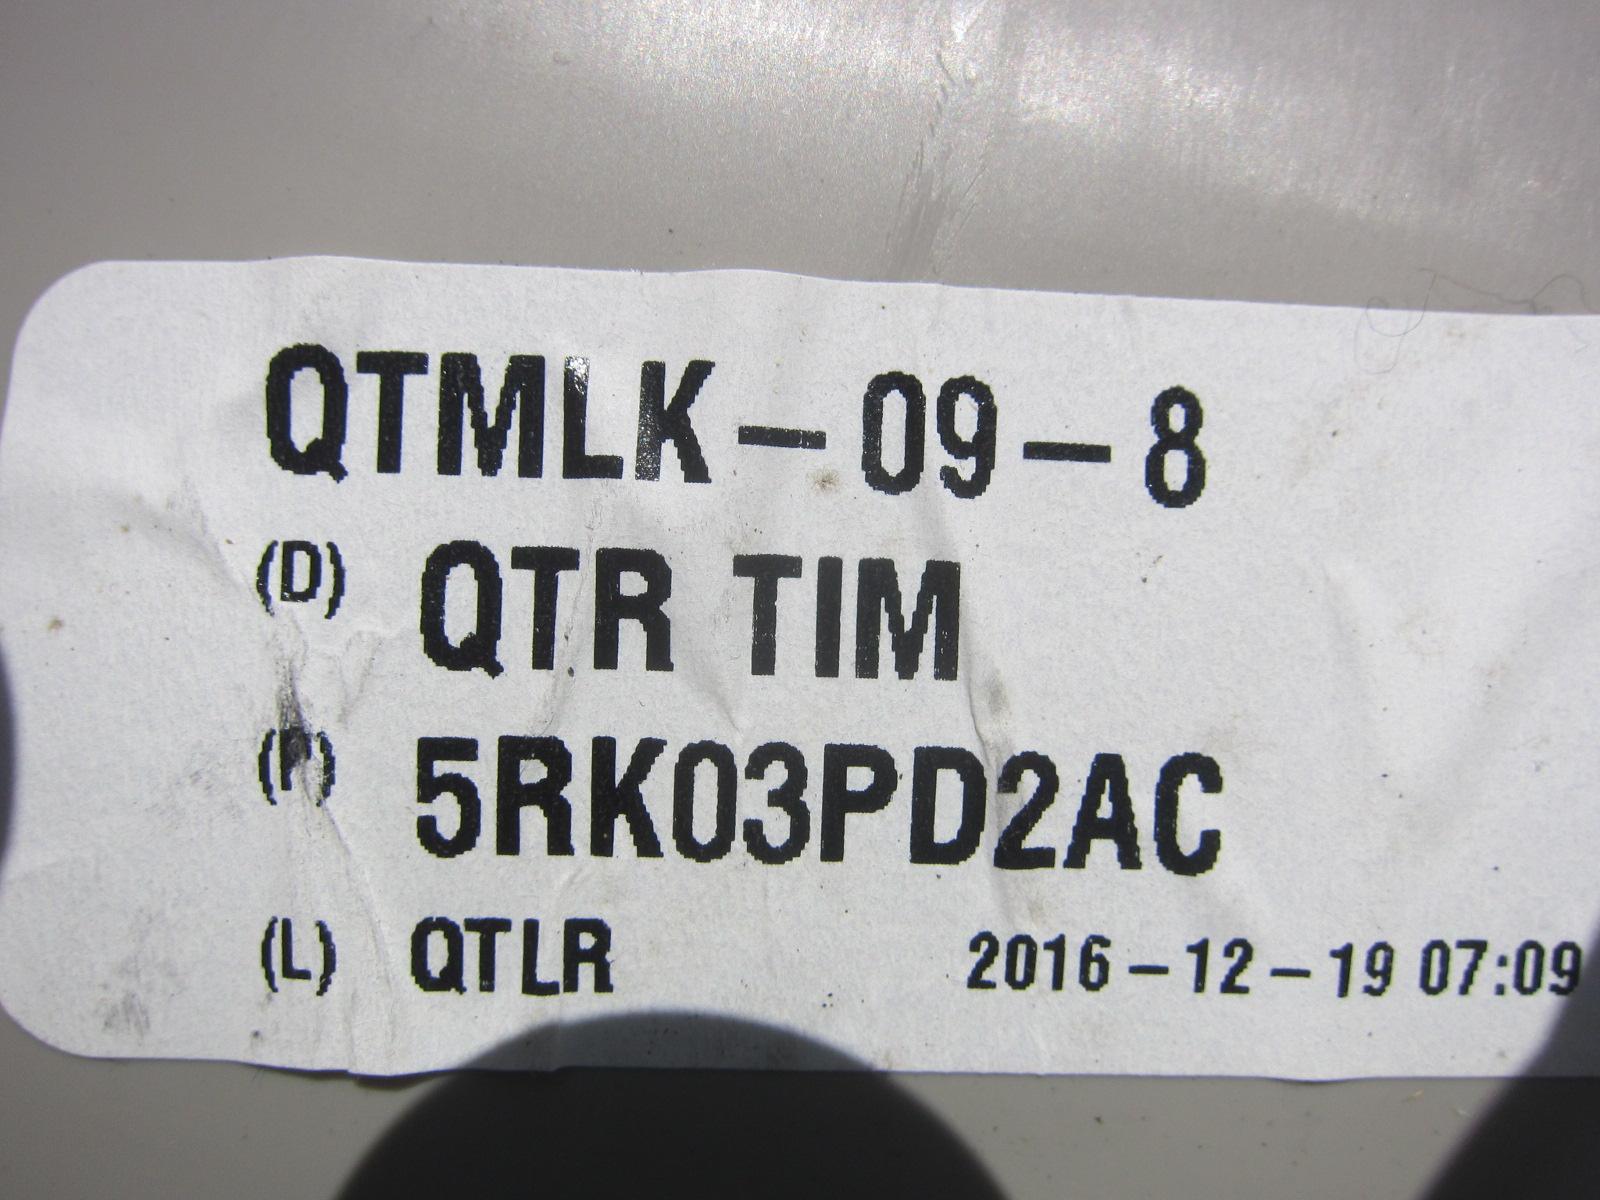 QTMLK-09-8
(D) QTR TIM
(P) 5RK03PD2AC
(L) QTLR 2016-12-19 07:09